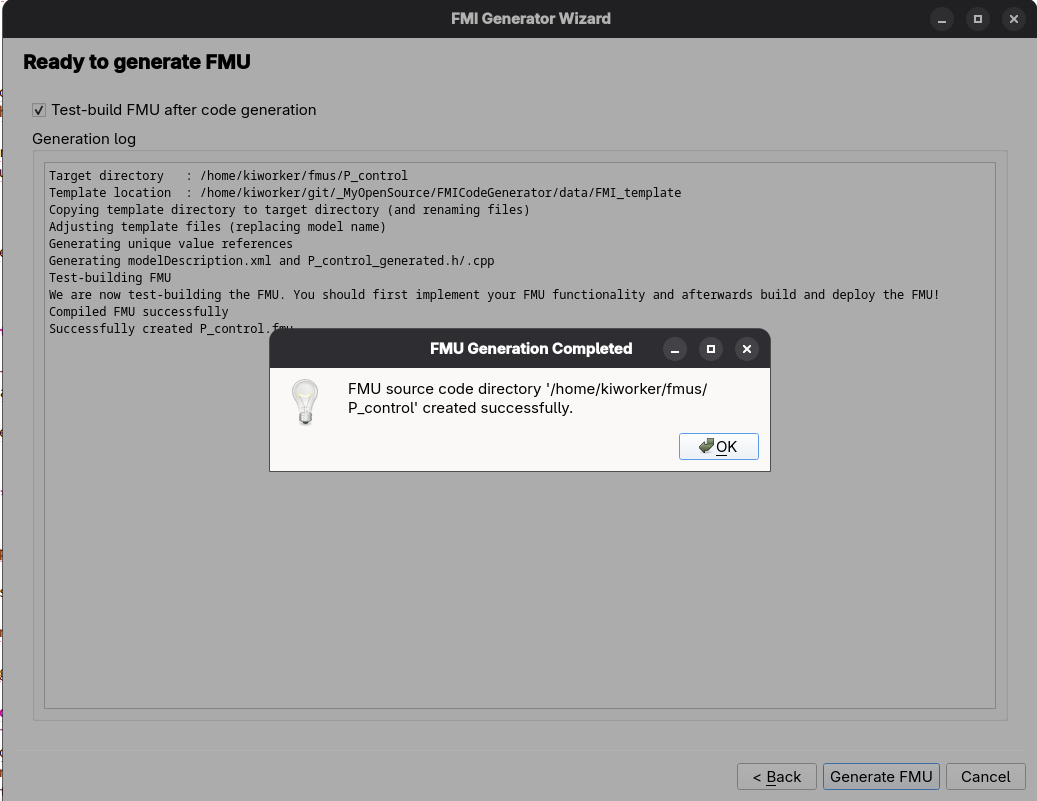 FMI Generator Wizard
Ready to generate FMU
Test-build FMU after code generation
Generation log
Target directory   : /home/kiworker/fmus/P_control
Template location  : /home/kiworker/git/_MyOpenSource/FMICodeGenerator/data/FMI_template
Copying template directory to target directory (and renaming files)
Adjusting template files (replacing model name)
Generating unique value references
Generating modelDescription.xml and P_control_generated.h/.cpp
Test-building FMU
We are now test-building the FMU. You should first implement your FMU functionality and afterwards build and deploy the FMU!
Compiled FMU successfully
Successfully created P_control.fmu
FMU Generation Completed
FMU source code directory '/home/kiworker/fmus/
P_control' created successfully.
OK
< Back
Generate FMU
Cancel